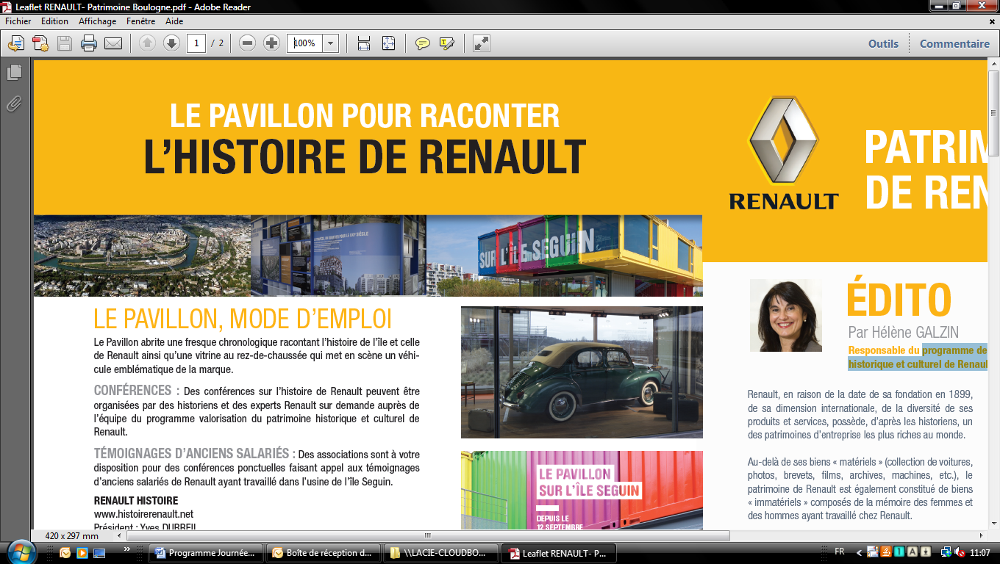 Leaflet RENAULT- Patrimoine Boulogne.pdf - Adobe Reader
Fichier Edition Affichage Fenêtre Aide
1 / 2
100%
Outils
Commentaire
LE PAVILLON POUR RACONTER
L’HISTOIRE DE RENAULT
SUR L'ÎLE SEGUIN
LE PAVILLON, MODE D’EMPLOI
Le Pavillon abrite une fresque chronologique racontant l’histoire de l’île et celle
de Renault ainsi qu’une vitrine au rez-de-chaussée qui met en scène un véhi-
cule emblématique de la marque.
CONFÉRENCES : Des conférences sur l’histoire de Renault peuvent être
organisées par des historiens et des experts Renault sur demande auprès de
l’équipe du programme valorisation du patrimoine historique et culturel de
Renault.
TÉMOIGNAGES D’ANCIENS SALARIÉS : Des associations sont à votre
disposition pour des conférences ponctuelles faisant appel aux témoignages
d’anciens salariés de Renault ayant travaillé dans l’usine de l’île Seguin.
RENAULT HISTOIRE
www.histoirerenault.net
Président : Yves DUBREIL
LE PAVILLON
SUR L'ÎLE SEGUIN
DEPUIS LE
12 SEPTEMBRE
RENAULT
PATRIM
DE REN
ÉDITO
Par Hélène GALZIN
Responsable du programme de
historique et culturel de Renaul
Renault, en raison de la date de sa fondation en 1899,
de sa dimension internationale, de la diversité de ses
produits et services, possède, d’après les historiens, un
des patrimoines d’entreprise les plus riches au monde.
Au-delà de ses biens « matériels » (collection de voitures,
photos, brevets, films, archives, machines, etc.), le
patrimoine de Renault est également constitué de biens
« immatériels » composés de la mémoire des femmes et
des hommes ayant travaillé chez Renault.
420 x 297 mm
Programme Journée...
Boîte de réception d...
\\LACIE-CLOUDBO...
Leaflet RENAULT- P...
FR
11:07